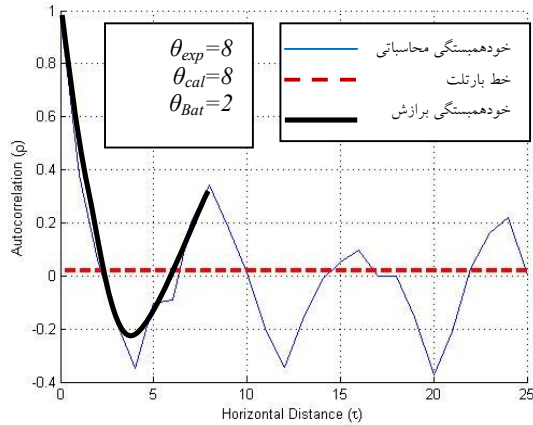 θexp=8
θcal=8
θBat=2
خودهمبستگی محاسباتی
خط بارتلت
خودهمبستگی برازش
1
0.8
0.6
0.4
0.2
0
-0.2
-0.4
Autocorrelation (ρ)
0 5 10 15 20 25
Horizontal Distance (τ)